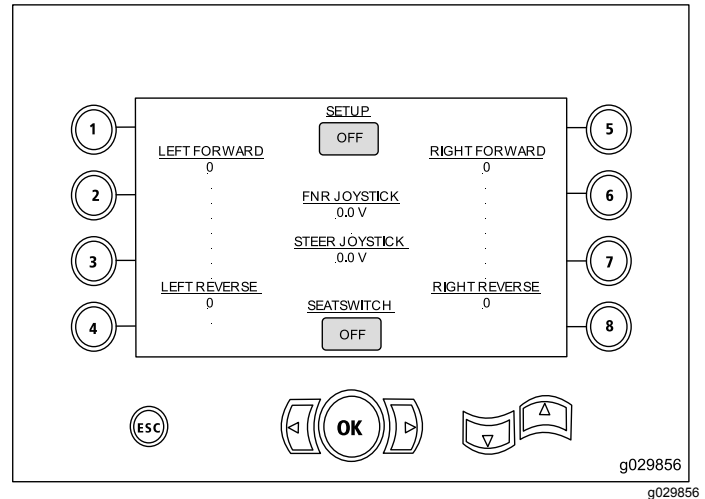 SETUP
OFF
1
5
LEFT FORWARD
0
RIGHT FORWARD
0
2
6
FNR JOYSTICK
0.0 V
STEER JOYSTICK
0.0 V
3
7
LEFT REVERSE
0
RIGHT REVERSE
0
SEATSWITCH
OFF
4
8
ESC
OK
g029856
g029856